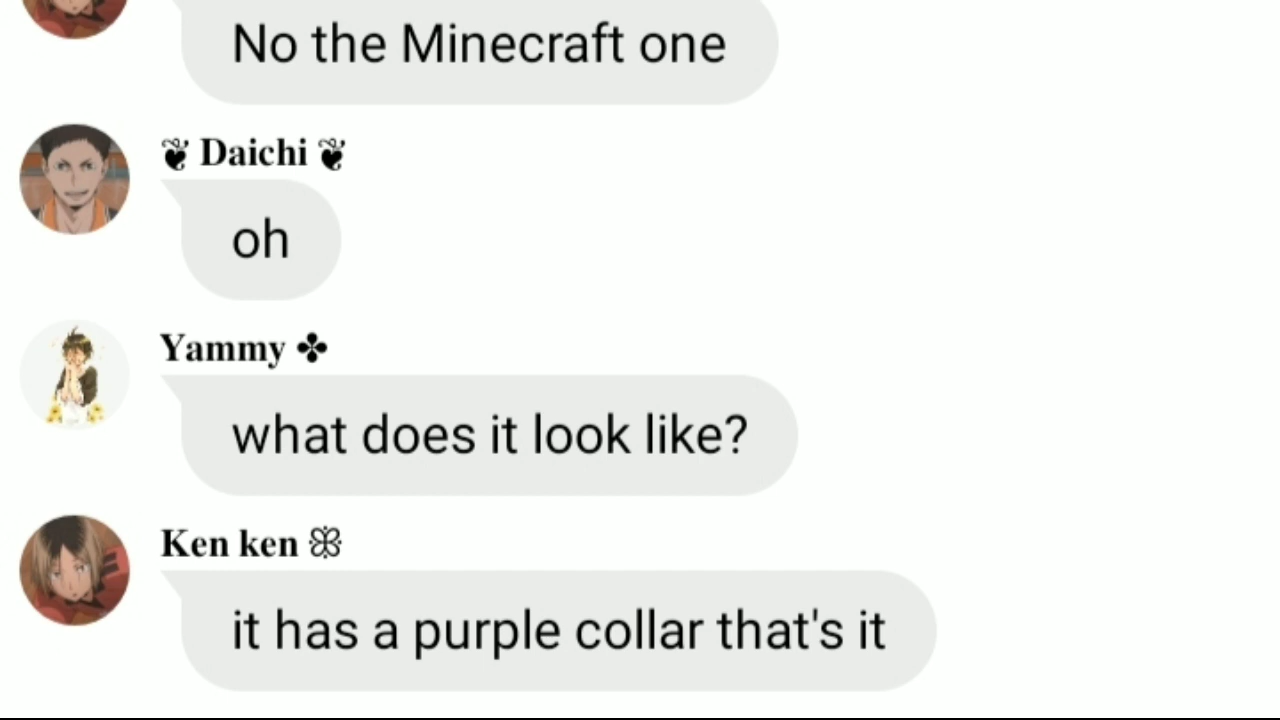 No the Minecraft one
❦ Daichi ❦
oh
Yammy ✤
what does it look like?
Ken ken ꕥ
it has a purple collar that's it